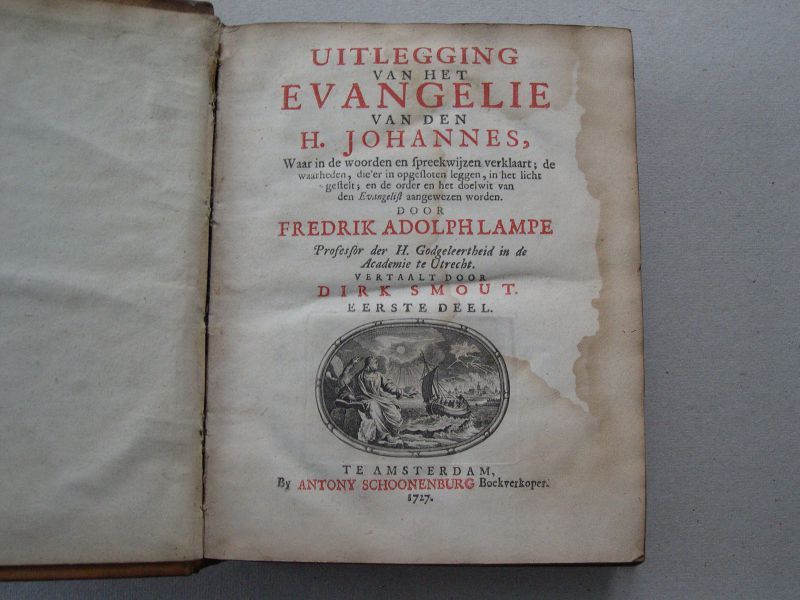 UITLEGGING
VAN HET
EVANGELIE
VAN DEN
H. JOHANNES,
Waar in de woorden en ſpreekwijzen verklaart; de
waarheden, die'er in opgeſloten leggen, in het licht
geſtelt; en de order en het doelwit van
den Evangeliſt aangewezen worden.
DOOR
FREDRIK ADOLPH LAMPE
Profeſſor der H. Godgeleertheid in de
Academie te Utrecht.
VERTAALT DOOR
DIRK SMOUT.
EERSTE DEEL.
TE AMSTERDAM,
By ANTONY SCHOONENBURG Boekverkoper.
1727.